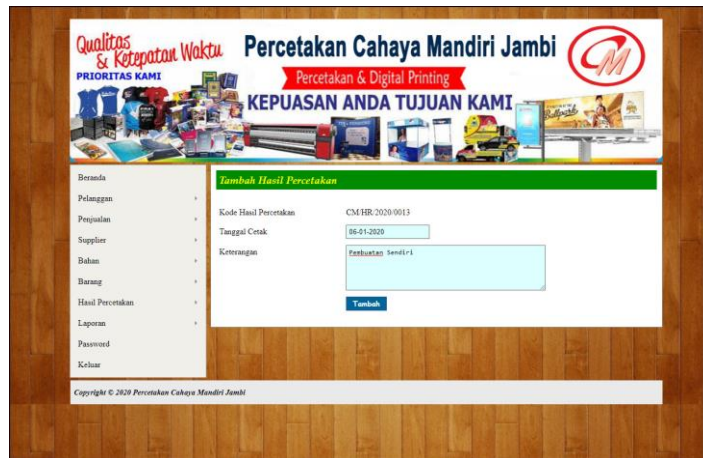 Qualitas
& Ketepatan Waktu
PRIORITAS KAMI
Percetakan Cahaya Mandiri Jambi
Percetakan & Digital Printing
KEPUASAN ANDA TUJUAN KAMI
CM
Ballpark
Beranda
Pelanggan
Penjualan
Supplier
Bahan
Barang
Hasil Percetakan
Laporan
Password
Keluar
Tambah Hasil Percetakan
Kode Hasil Percetakan CM/HR/2020/0013
Tanggal Cetak 06-01-2020
Keterangan Pembuatan Sendiri
Tambah
Copyright © 2020 Percetakan Cahaya Mandiri Jambi